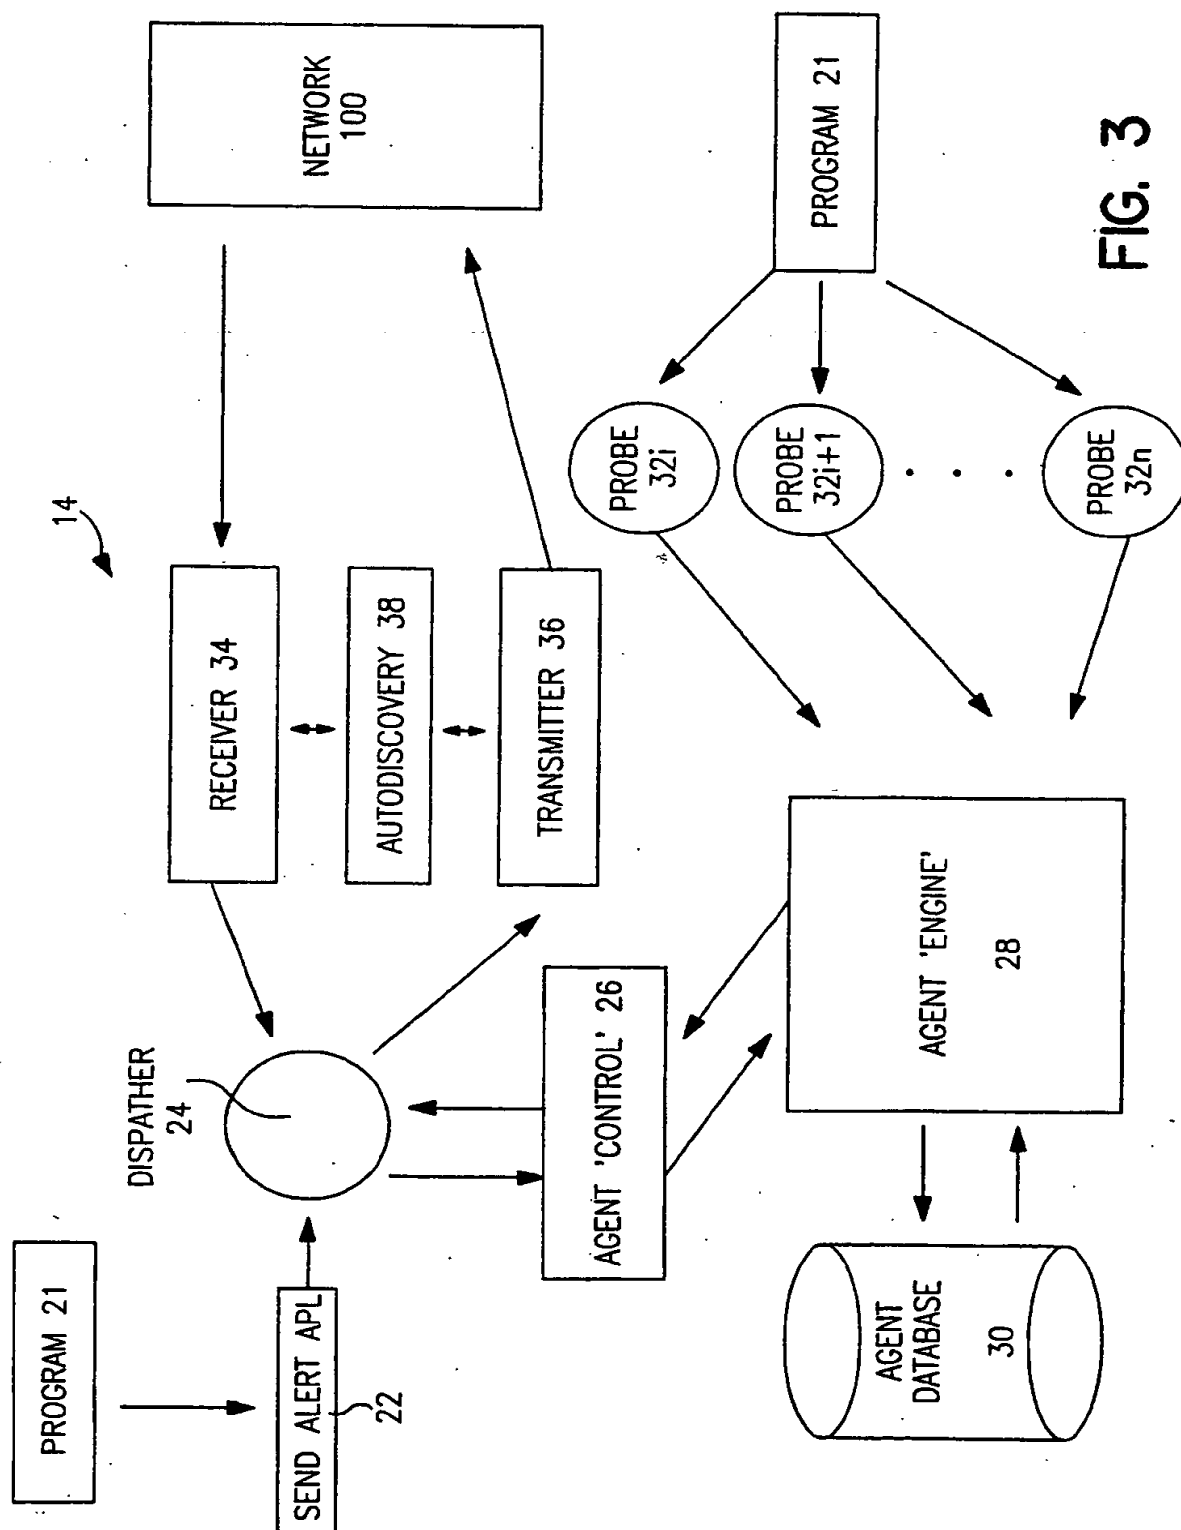 PROGRAM 21
SEND ALERT APL
22
DISPATHER
24
RECEIVER 34
AUTODISCOVERY 38
TRANSMITTER 36
14
NETWORK
100
AGENT 'CONTROL' 26
AGENT
DATABASE
30
AGENT 'ENGINE'
28
PROBE
32i
PROBE
32i+1
. . .
PROBE
32n
PROGRAM 21
FIG. 3